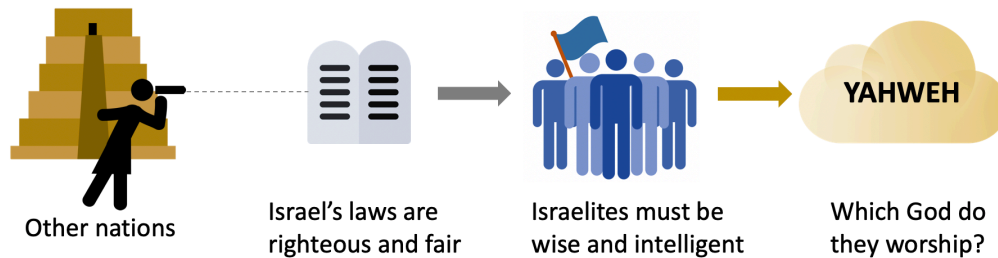 YAHWEH
Other nations
Israel’s laws are
righteous and fair
Israelites must be
wise and intelligent
Which God do
they worship?